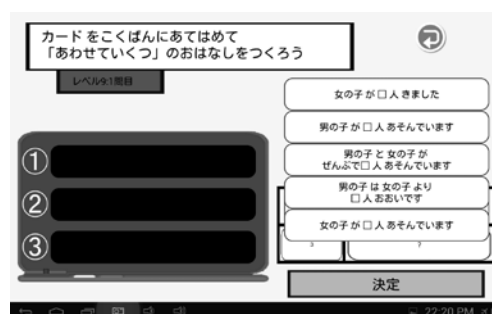 カード をこくばんにあてはめて
「あわせていくつ」のおはなしをつくろう
レベル9:1問目
女の子が□人きました
男の子が□人あそんでいます
男の子と女の子が
ぜんぶで□人あそんでいます
男の子は女の子より
□人おおいです
女の子が□人あそんでいます
①
②
③
3
7
決定
22:20 PM